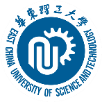 華東理工大學
EAST CHINA UNIVERSITY OF SCIENCE AND TECHNOLOGY